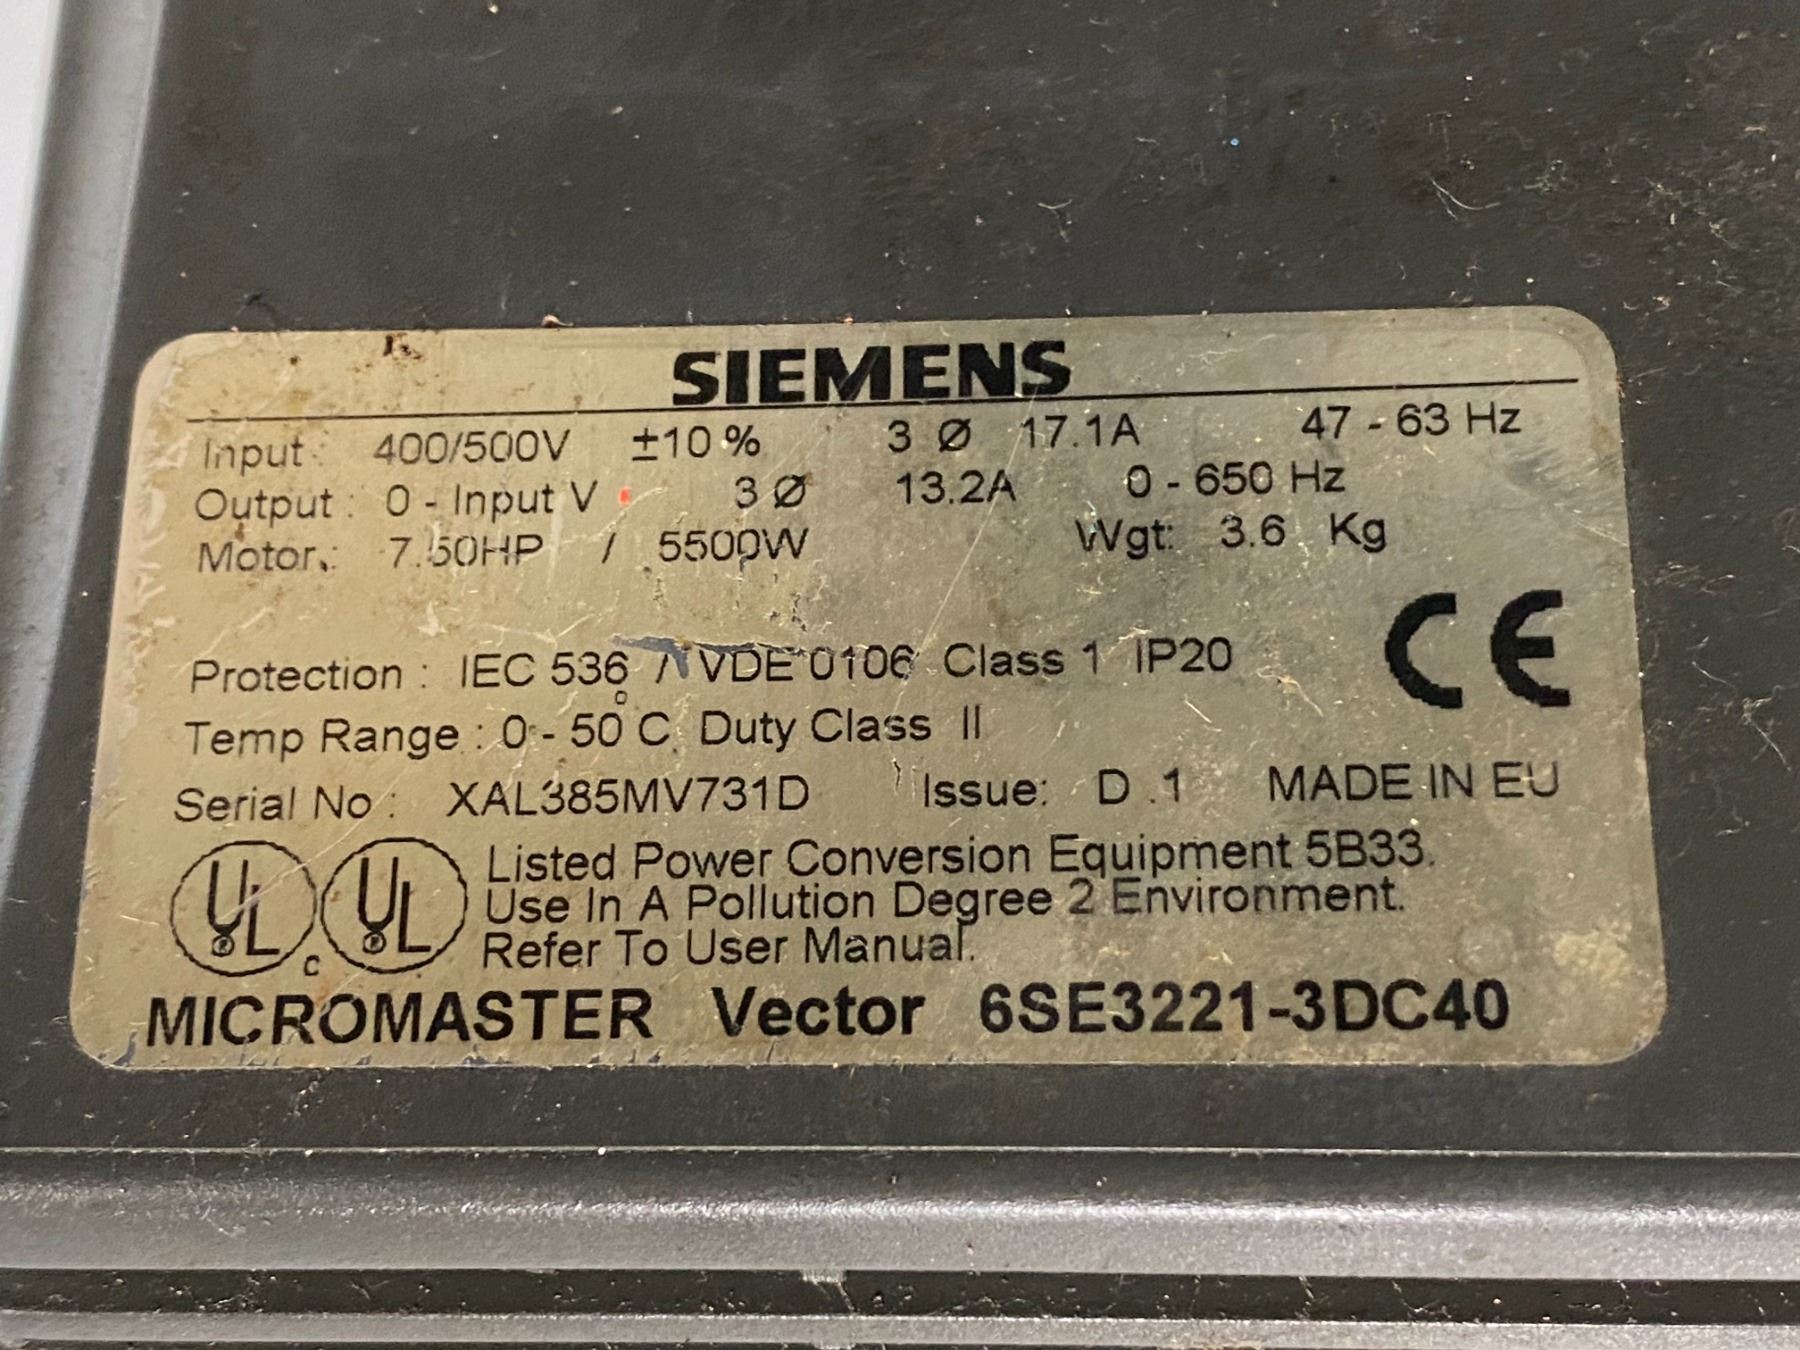 SIEMENS
Input: 400/500V ±10 % 3 Ø 17.1A 47 - 63 Hz
Output : 0 - Input V 3 Ø 13.2A 0 - 650 Hz
Motor : 7.50HP / 5500W Wgt: 3.6 Kg
Protection : IEC 536 / VDE 0106 Class 1 IP20
CE
Temp Range : 0 - 50°C. Duty Class II
Serial No : XAL385MV731D Issue: D .1 MADE IN EU
UL c UL ® ®
Listed Power Conversion Equipment 5B33.
Use In A Pollution Degree 2 Environment.
Refer To User Manual.
MICROMASTER Vector 6SE3221-3DC40